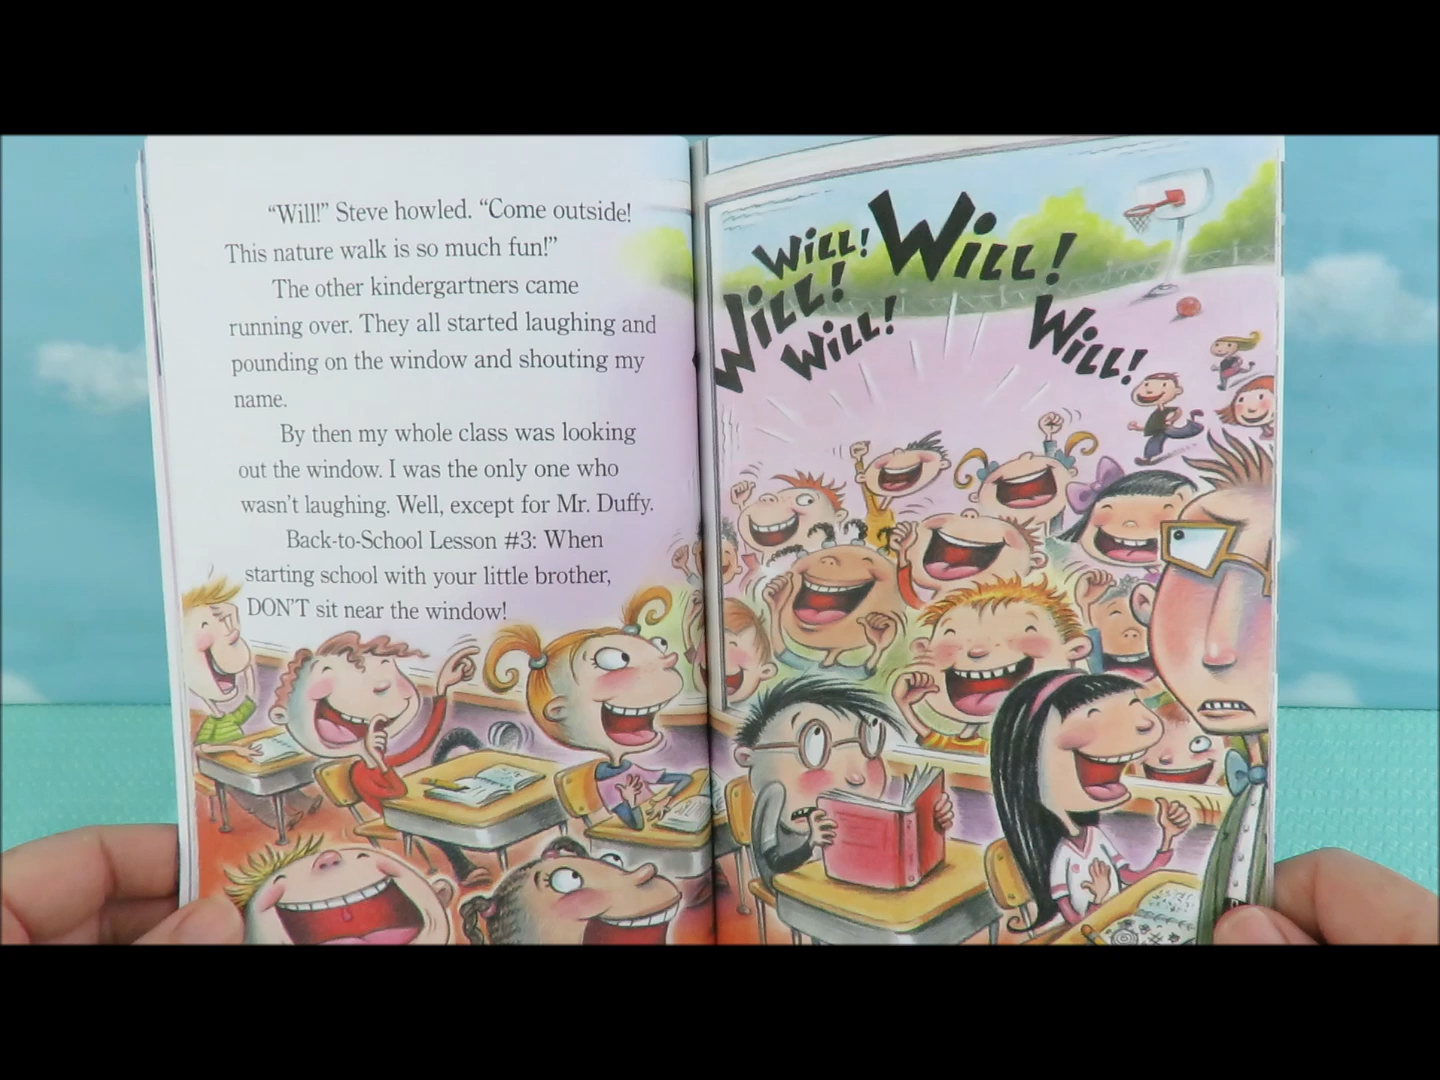 “Will!” Steve howled. “Come outside!
This nature walk is so much fun!”
The other kindergartners came
running over. They all started laughing and
pounding on the window and shouting my
name.
By then my whole class was looking
out the window. I was the only one who
wasn’t laughing. Well, except for Mr. Duffy.
Back-to-School Lesson #3: When
starting school with your little brother,
DON’T sit near the window!
WiLL!
WiLL!
WiLL!
WiLL!
WiLL!